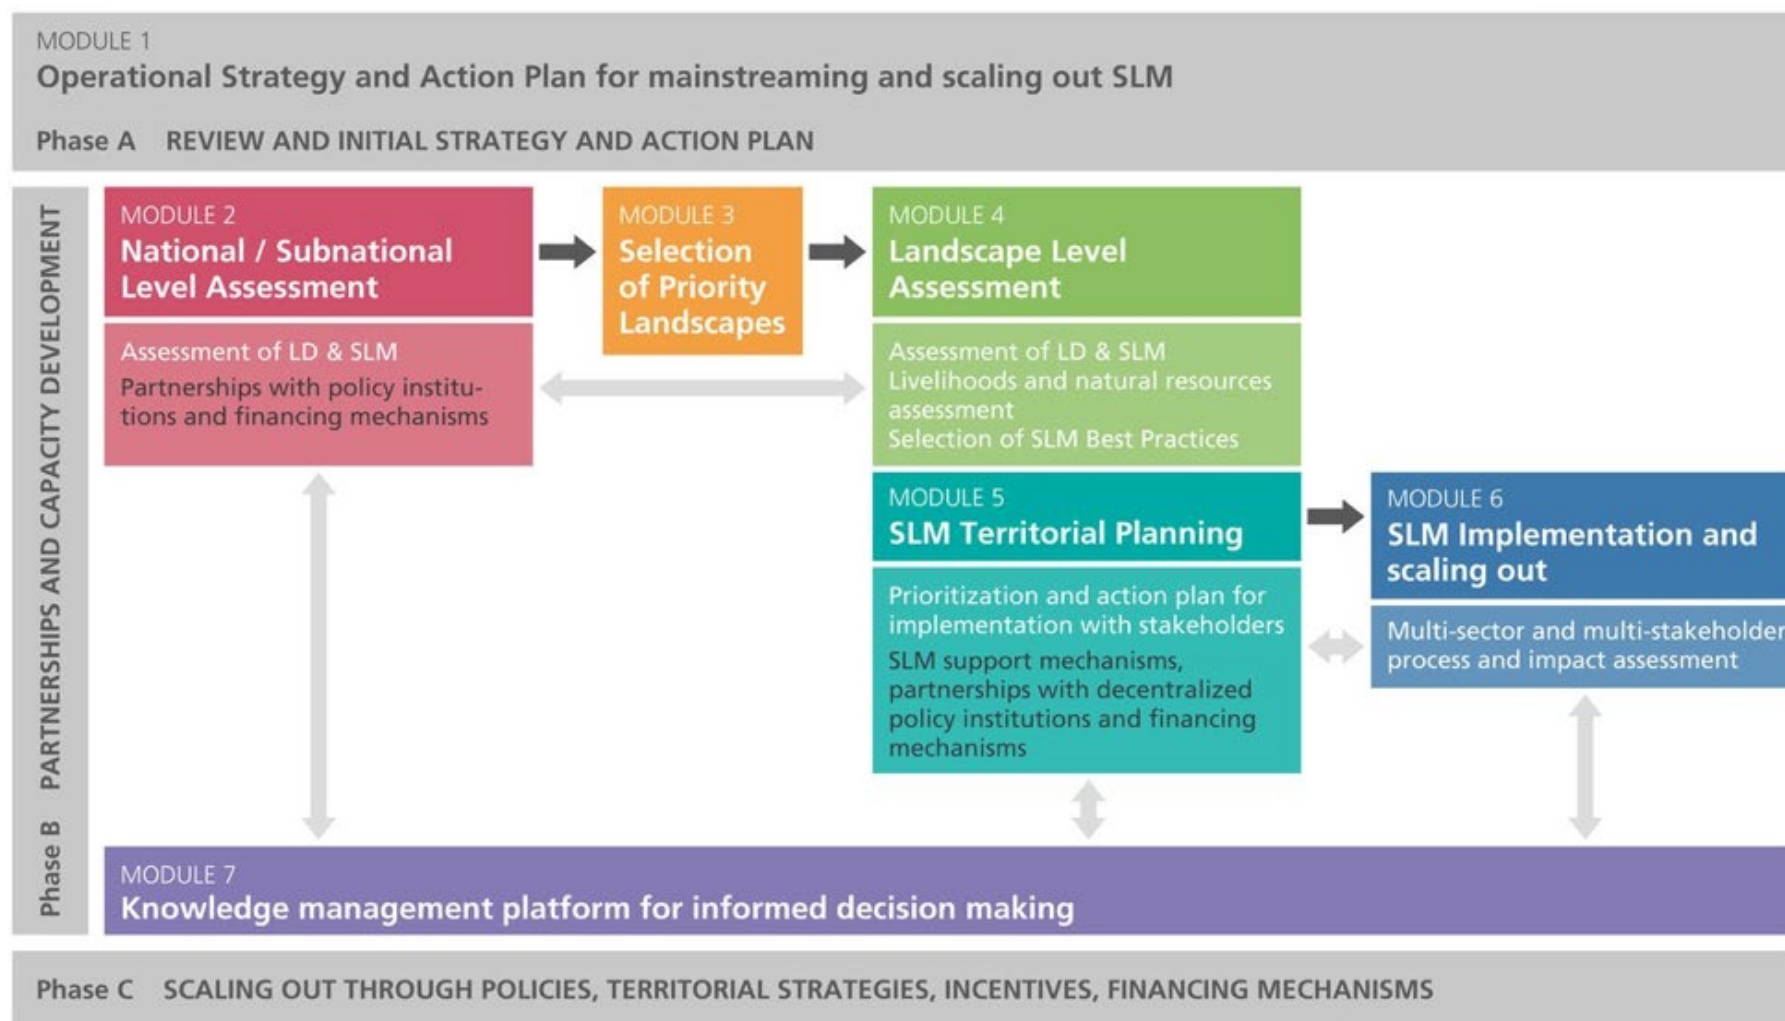 MODULE 1
Operational Strategy and Action Plan for mainstreaming and scaling out SLM
Phase A REVIEW AND INITIAL STRATEGY AND ACTION PLAN
Phase B PARTNERSHIPS AND CAPACITY DEVELOPMENT
MODULE 2
National / Subnational
Level Assessment
Assessment of LD & SLM
Partnerships with policy institu-
tions and financing mechanisms
MODULE 3
Selection
of Priority
Landscapes
MODULE 4
Landscape Level
Assessment
Assessment of LD & SLM
Livelihoods and natural resources
assessment
Selection of SLM Best Practices
MODULE 5
SLM Territorial Planning
Prioritization and action plan for
implementation with stakeholders
SLM support mechanisms,
partnerships with decentralized
policy institutions and financing
mechanisms
MODULE 6
SLM Implementation and
scaling out
Multi-sector and multi-stakeholder
process and impact assessment
MODULE 7
Knowledge management platform for informed decision making
Phase C SCALING OUT THROUGH POLICIES, TERRITORIAL STRATEGIES, INCENTIVES, FINANCING MECHANISMS